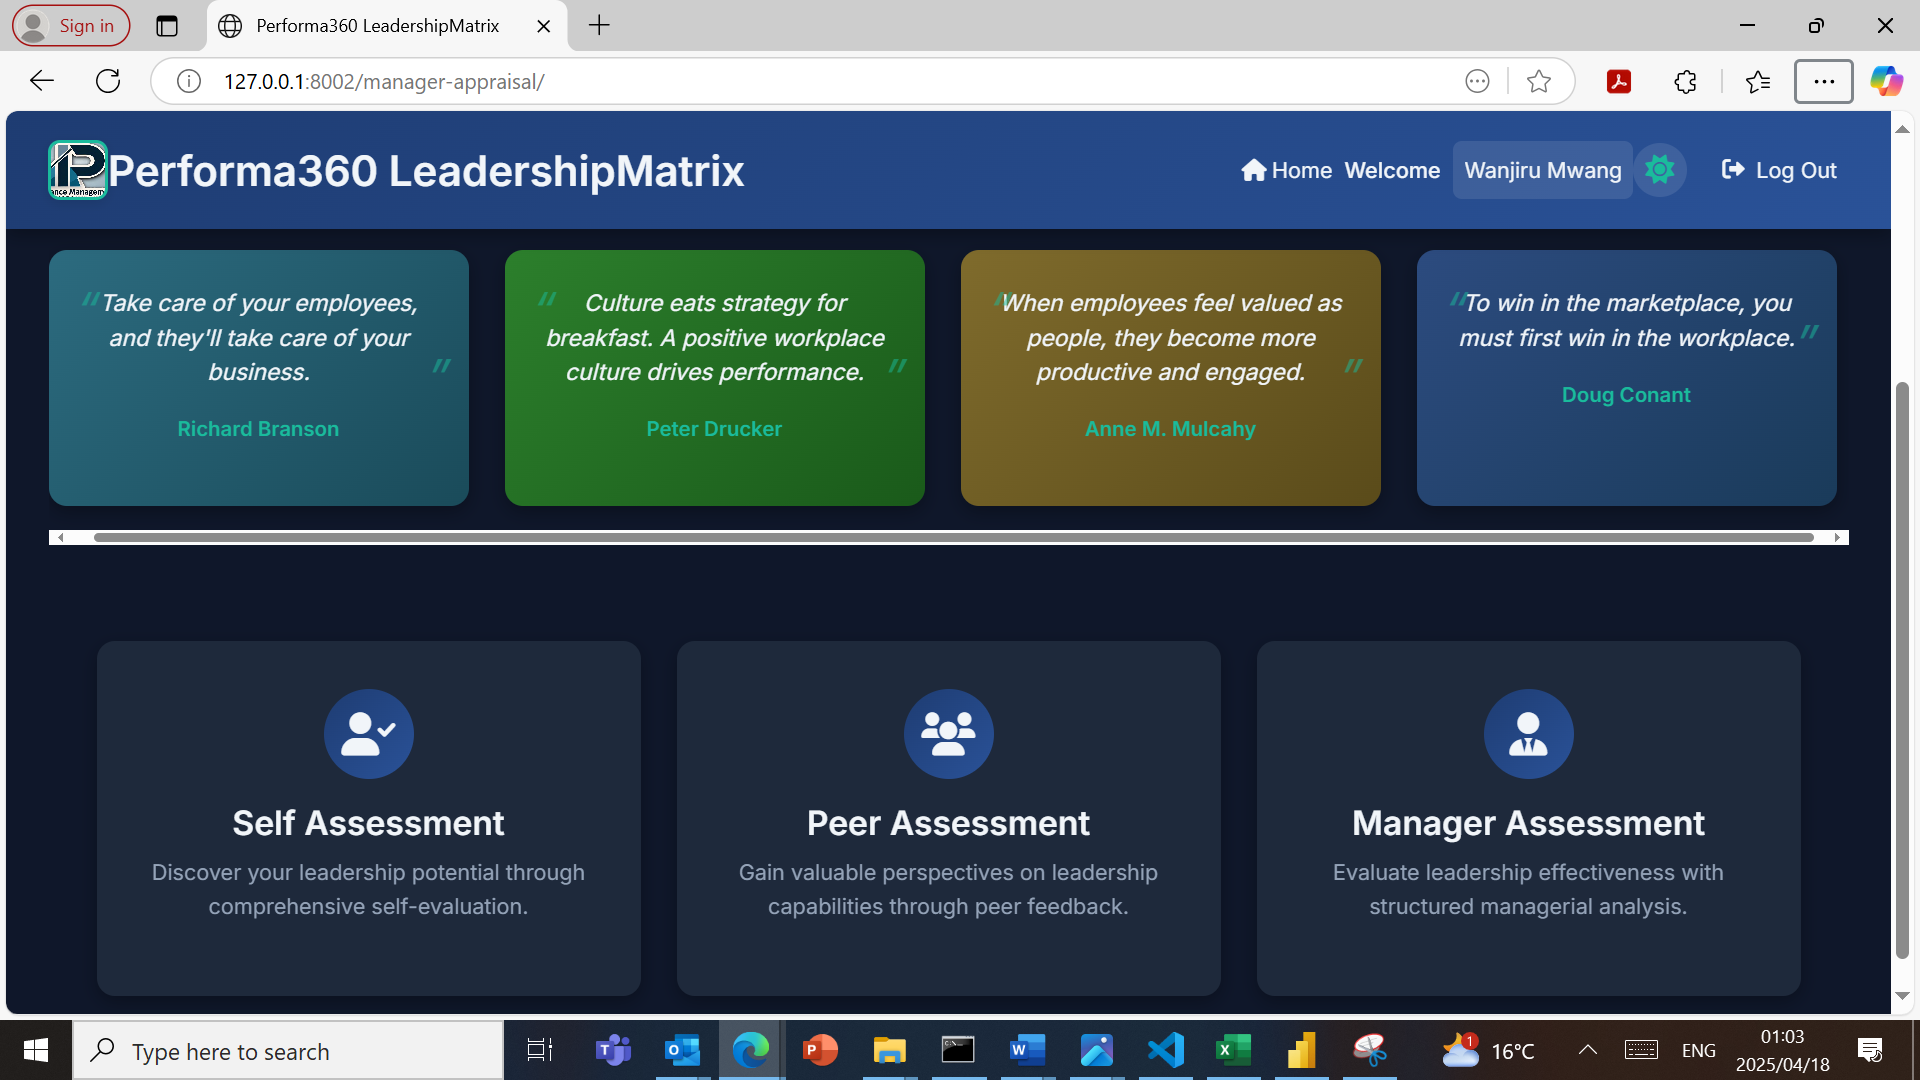 Sign in
Performa360 LeadershipMatrix
127.0.0.1:8002/manager-appraisal/
ance Managem
Performa360 LeadershipMatrix
Home Welcome Wanjiru Mwang Log Out
"Take care of your employees,
and they'll take care of your
business."
Richard Branson
"Culture eats strategy for
breakfast. A positive workplace
culture drives performance."
Peter Drucker
"When employees feel valued as
people, they become more
productive and engaged."
Anne M. Mulcahy
"To win in the marketplace, you
must first win in the workplace."
Doug Conant
Self Assessment
Discover your leadership potential through
comprehensive self-evaluation.
Peer Assessment
Gain valuable perspectives on leadership
capabilities through peer feedback.
Manager Assessment
Evaluate leadership effectiveness with
structured managerial analysis.
Type here to search
1
16°C
ENG
01:03
2025/04/18